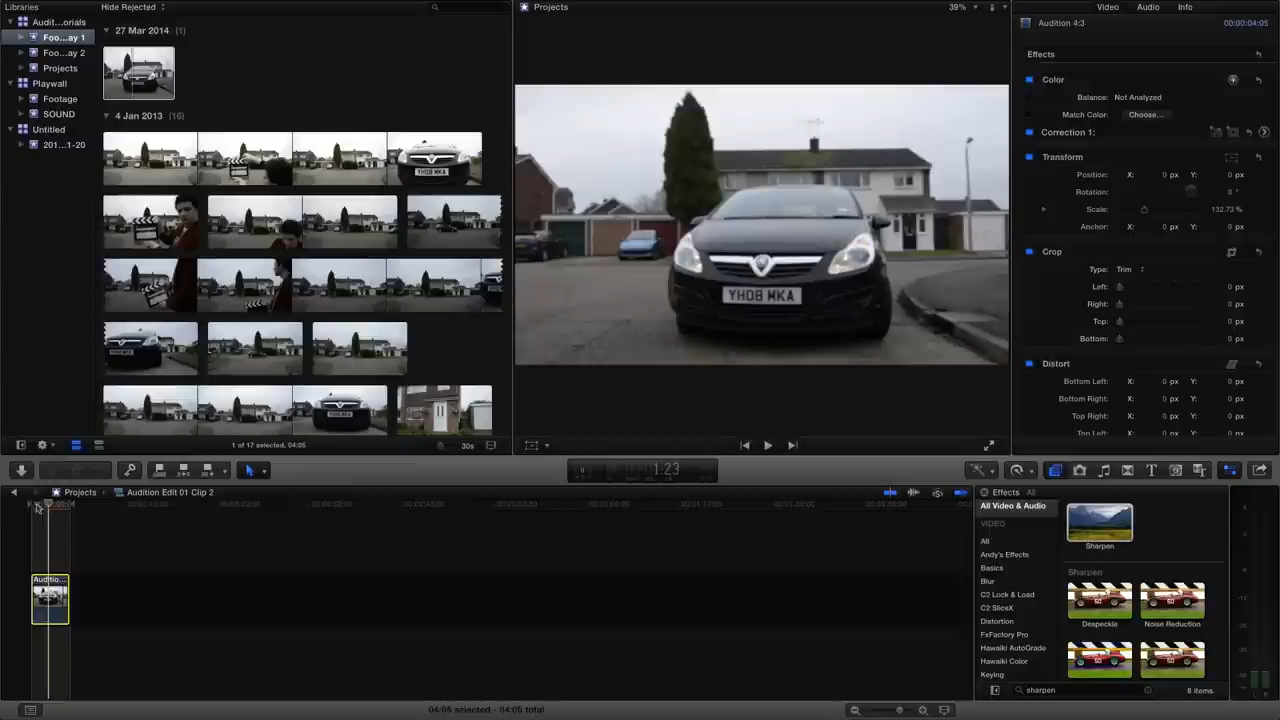 Libraries
Hide Rejected
Projects
39%
Video
Audio
Info
Audit...orials
Foo...ay 1
Foo...ay 2
Projects
Playwall
Footage
SOUND
Untitled
201...1-20
27 Mar 2014 (1)
4 Jan 2013 (16)
YH08 MKA
YH08 MKA
Audition 4:3
00:00:04:05
Effects
Color
Balance: Not Analyzed
Match Color: Choose...
Correction 1:
Transform
Position: X: 0 px Y: 0 px
Rotation: 0 °
Scale: 132.73 %
Anchor: X: 0 px Y: 0 px
Crop
Type: Trim
Left: 0 px
Right: 0 px
Top: 0 px
Bottom: 0 px
Distort
Bottom Left: X: 0 px Y: 0 px
Bottom Right: X: 0 px Y: 0 px
Top Right: X: 0 px Y: 0 px
Top Left: X: 0 px Y: 0 px
1 of 17 selected, 04:05
30s
1:23
Projects
Audition Edit 01 Clip 2
Auditio...
Effects All
All Video & Audio
VIDEO
All
Andy's Effects
Basics
Blur
C2 Lock & Load
C2 SliceX
Distortion
FxFactory Pro
Hawaiki AutoGrade
Hawaiki Color
Keying
Sharpen
Sharpen
Despeckle
Noise Reduction
sharpen
8 items
04:05 selected - 04:05 total